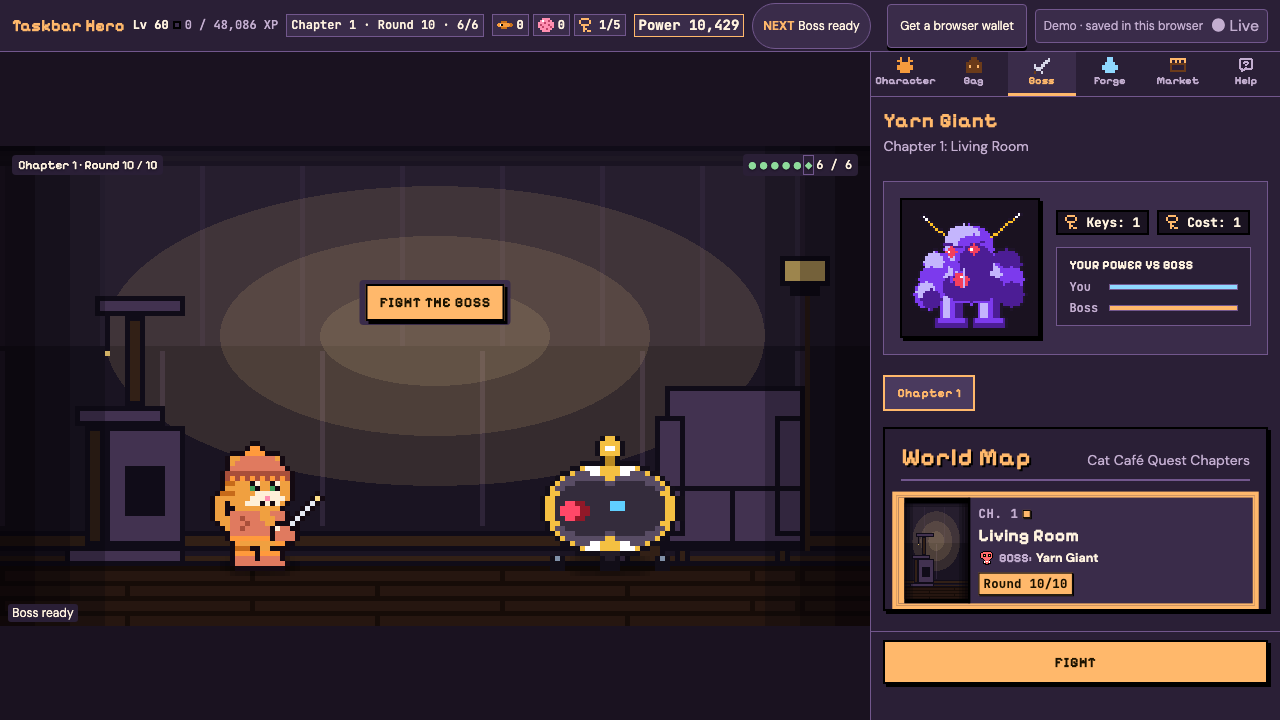 Taskbar Hero Lv 60 0 / 48,086 XP Chapter 1 · Round 10 · 6/6 0 0 1/5 Power 10,429 NEXT Boss ready Get a browser wallet Demo · saved in this browser Live
Character Bag Boss Forge Market Help
Yarn Giant
Chapter 1: Living Room
Chapter 1 · Round 10 / 10
6 / 6
Keys: 1 Cost: 1
YOUR POWER VS BOSS
You
Boss
FIGHT THE BOSS
Chapter 1
World Map Cat Café Quest Chapters
CH. 1
Living Room
BOSS: Yarn Giant
Round 10/10
Boss ready
FIGHT